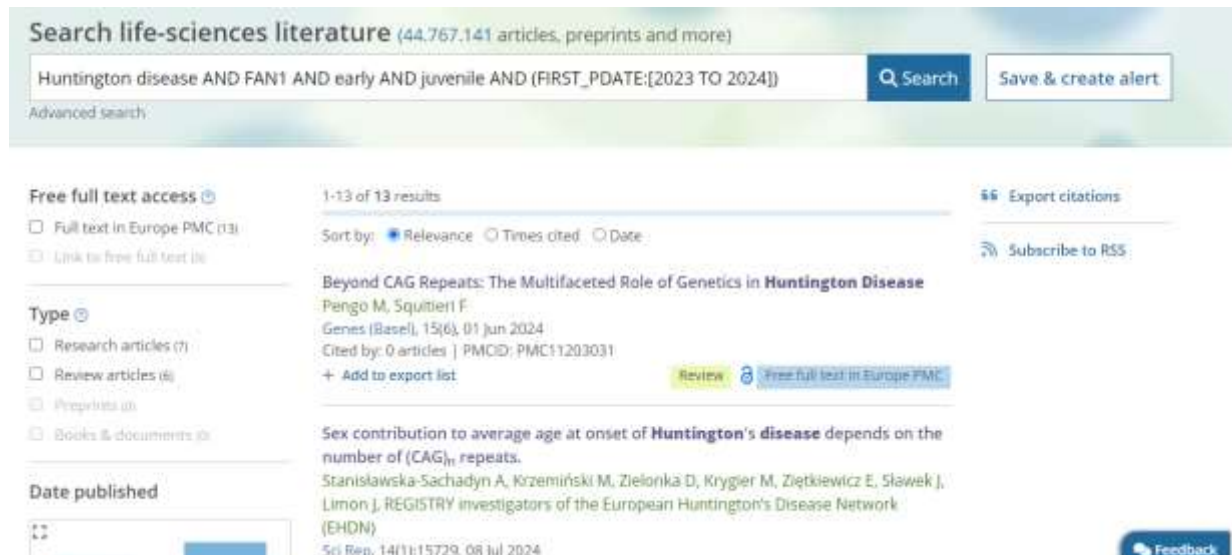 Search life-sciences literature (44.767.141 articles, preprints and more)
Huntington disease AND FAN1 AND early AND juvenile AND (FIRST_PDATE:[2023 TO 2024])
Search
Save & create alert
Advanced search
Free full text access
Full text in Europe PMC (13)
Link to free full text (0)
Type
Research articles (7)
Review articles (6)
Preprints (0)
Books & documents (0)
Date published
1-13 of 13 results
Sort by: Relevance Times cited Date
Beyond CAG Repeats: The Multifaceted Role of Genetics in Huntington Disease
Pengo M, Squitieri F
Genes (Basel), 15(6), 01 Jun 2024
Cited by: 0 articles | PMCID: PMC11203031
+ Add to export list
Review
Free full text in Europe PMC
Sex contribution to average age at onset of Huntington's disease depends on the
number of (CAG)n repeats.
Stanisławska-Sachadyn A, Krzemiński M, Zielonka D, Krygier M, Ziętkiewicz E, Sławek J,
Limon J, REGISTRY investigators of the European Huntington's Disease Network
(EHDN)
Sci Rep, 14(1):15729, 08 Jul 2024
Export citations
Subscribe to RSS
Feedback